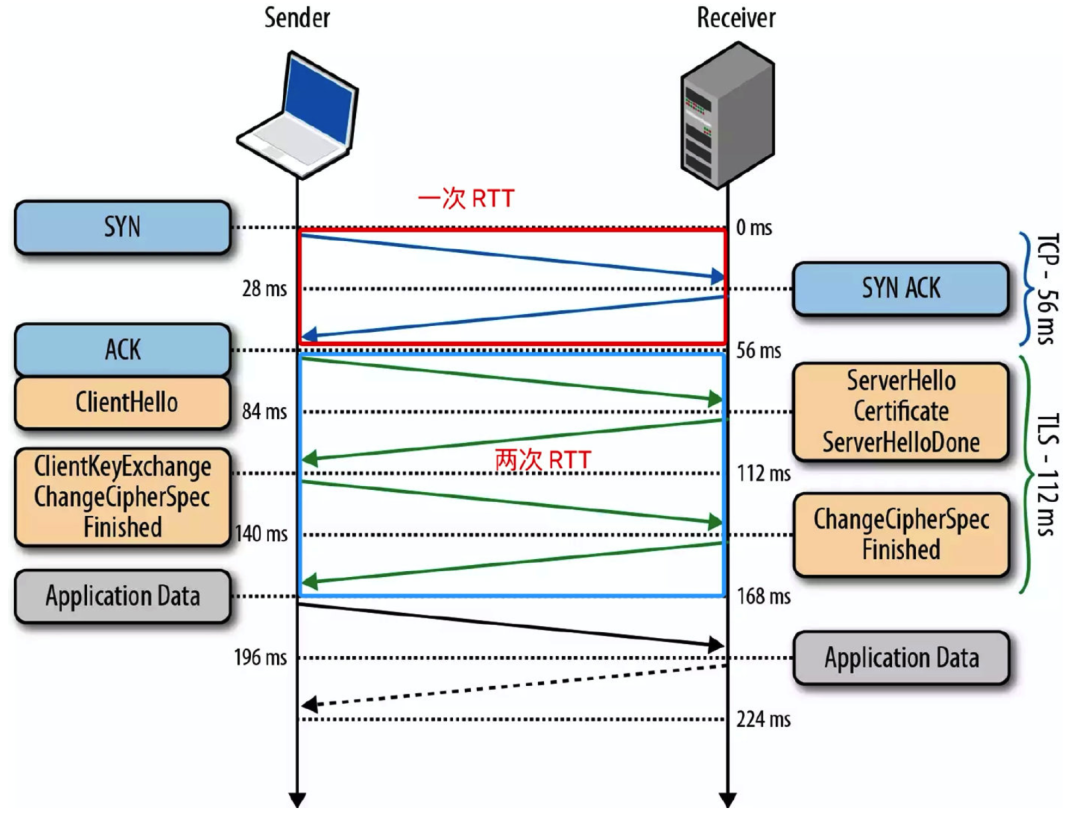 Sender
Receiver
一次 RTT
SYN
0 ms
28 ms
SYN ACK
TCP - 56 ms
ACK
56 ms
ClientHello
84 ms
ServerHello
Certificate
ServerHelloDone
两次 RTT
ClientKeyExchange
ChangeCipherSpec
Finished
112 ms
TLS - 112 ms
140 ms
ChangeCipherSpec
Finished
Application Data
168 ms
196 ms
Application Data
224 ms